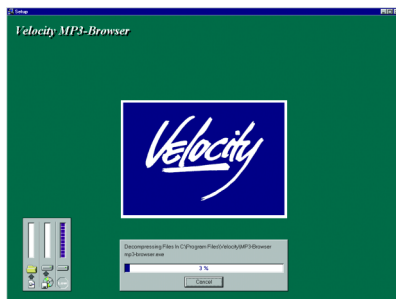 Setup
Velocity MP3-Browser
Velocity
Decompressing Files In C:\Program Files\Velocity\MP3-Browser
mp3-browser.exe
3 %
Cancel